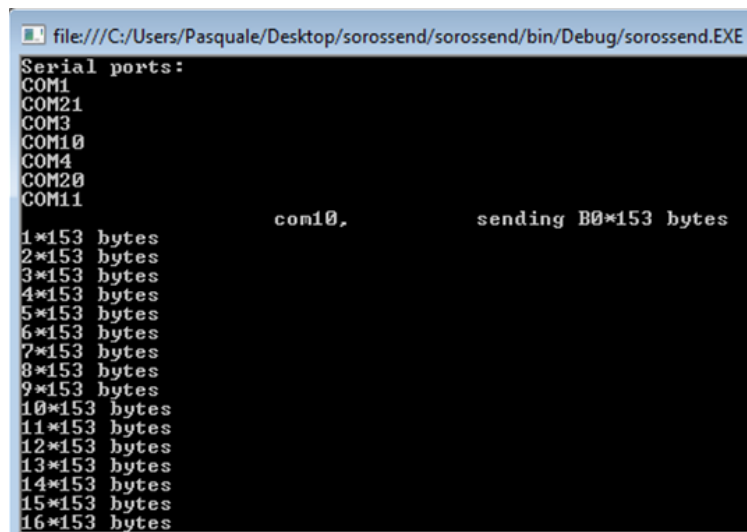 file:///C:/Users/Pasquale/Desktop/sorossend/sorossend/bin/Debug/sorossend.EXE
Serial ports:
COM1
COM21
COM3
COM10
COM4
COM20
COM11
com10, sending B0*153 bytes
1*153 bytes
2*153 bytes
3*153 bytes
4*153 bytes
5*153 bytes
6*153 bytes
7*153 bytes
8*153 bytes
9*153 bytes
10*153 bytes
11*153 bytes
12*153 bytes
13*153 bytes
14*153 bytes
15*153 bytes
16*153 bytes